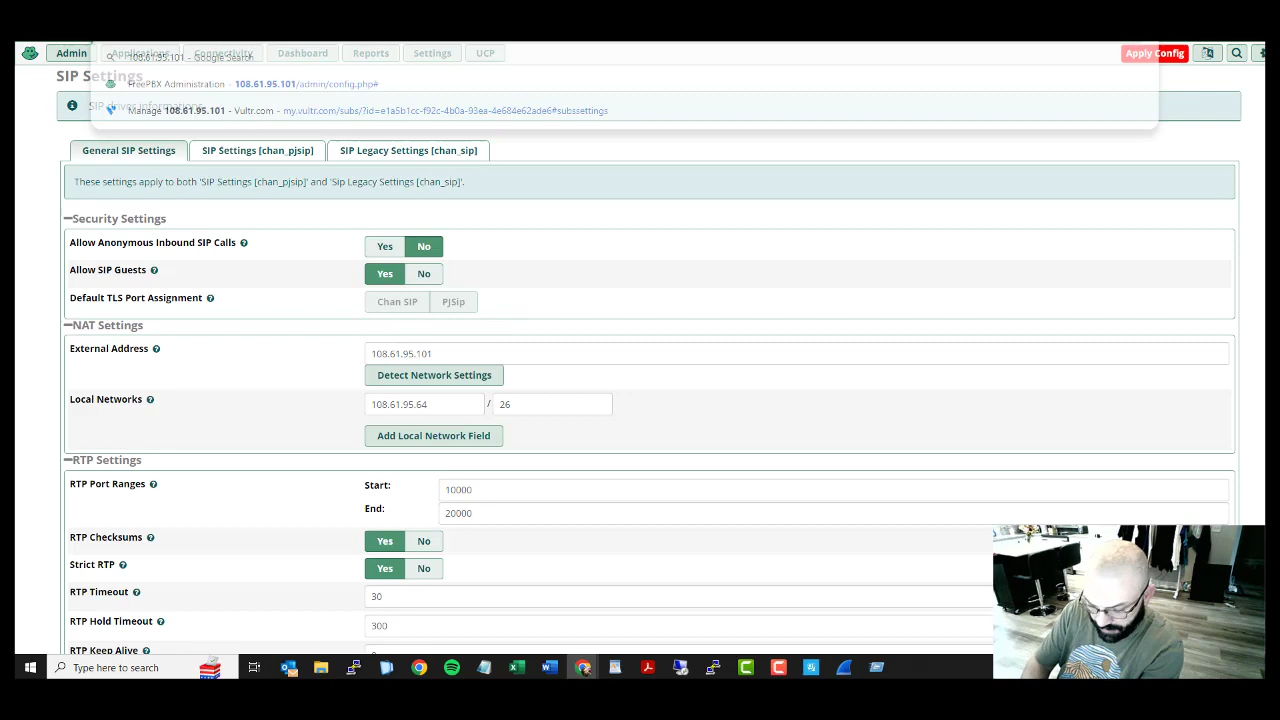 Admin Applications Connectivity Dashboard Reports Settings UCP Apply Config
108.61.95.101 - Google Search
SIP Settings
FreePBX Administration - 108.61.95.101/admin/config.php#
SIP driver information
Manage 108.61.95.101 - Vultr.com - my.vultr.com/subs/?id=e1a5b1cc-f92c-4b0a-93ea-4e684e62ade6#subssettings
General SIP Settings SIP Settings [chan_pjsip] SIP Legacy Settings [chan_sip]
These settings apply to both 'SIP Settings [chan_pjsip]' and 'Sip Legacy Settings [chan_sip]'.
Security Settings
Allow Anonymous Inbound SIP Calls Yes No
Allow SIP Guests Yes No
Default TLS Port Assignment Chan SIP PJSip
NAT Settings
External Address 108.61.95.101
Detect Network Settings
Local Networks 108.61.95.64 / 26
Add Local Network Field
RTP Settings
RTP Port Ranges Start: 10000
End: 20000
RTP Checksums Yes No
Strict RTP Yes No
RTP Timeout 30
RTP Hold Timeout 300
RTP Keep Alive
Type here to search